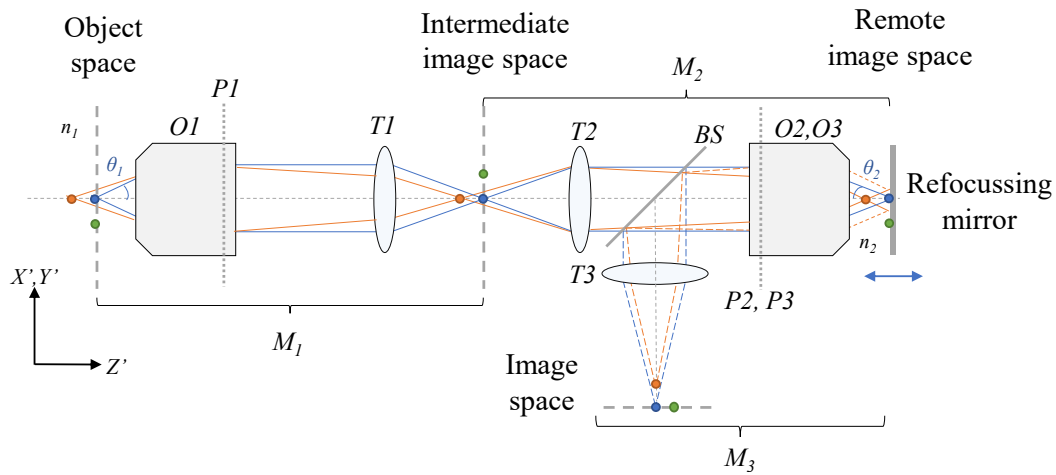 Object
space
Intermediate
image space
Remote
image space
P1
M2
n1
O1
T1
T2
BS
O2,O3
θ1
θ2
Refocussing
mirror
n2
T3
X',Y'
P2, P3
M1
Z'
Image
space
M3